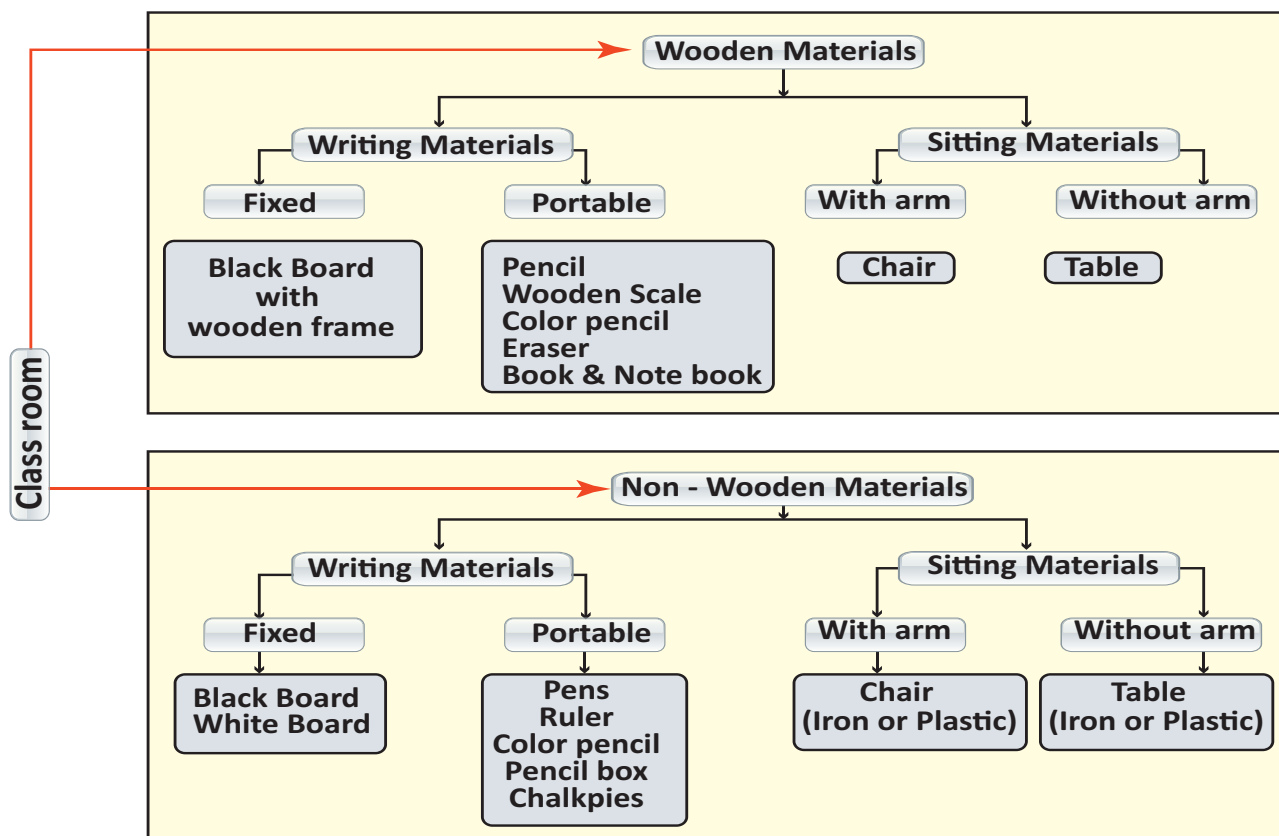 Class room
Wooden Materials
Writing Materials
Sitting Materials
Fixed
Portable
With arm
Without arm
Black Board
with
wooden frame
Pencil
Wooden Scale
Color pencil
Eraser
Book & Note book
Chair
Table
Non - Wooden Materials
Writing Materials
Sitting Materials
Fixed
Portable
With arm
Without arm
Black Board
White Board
Pens
Ruler
Color pencil
Pencil box
Chalkpies
Chair
(Iron or Plastic)
Table
(Iron or Plastic)